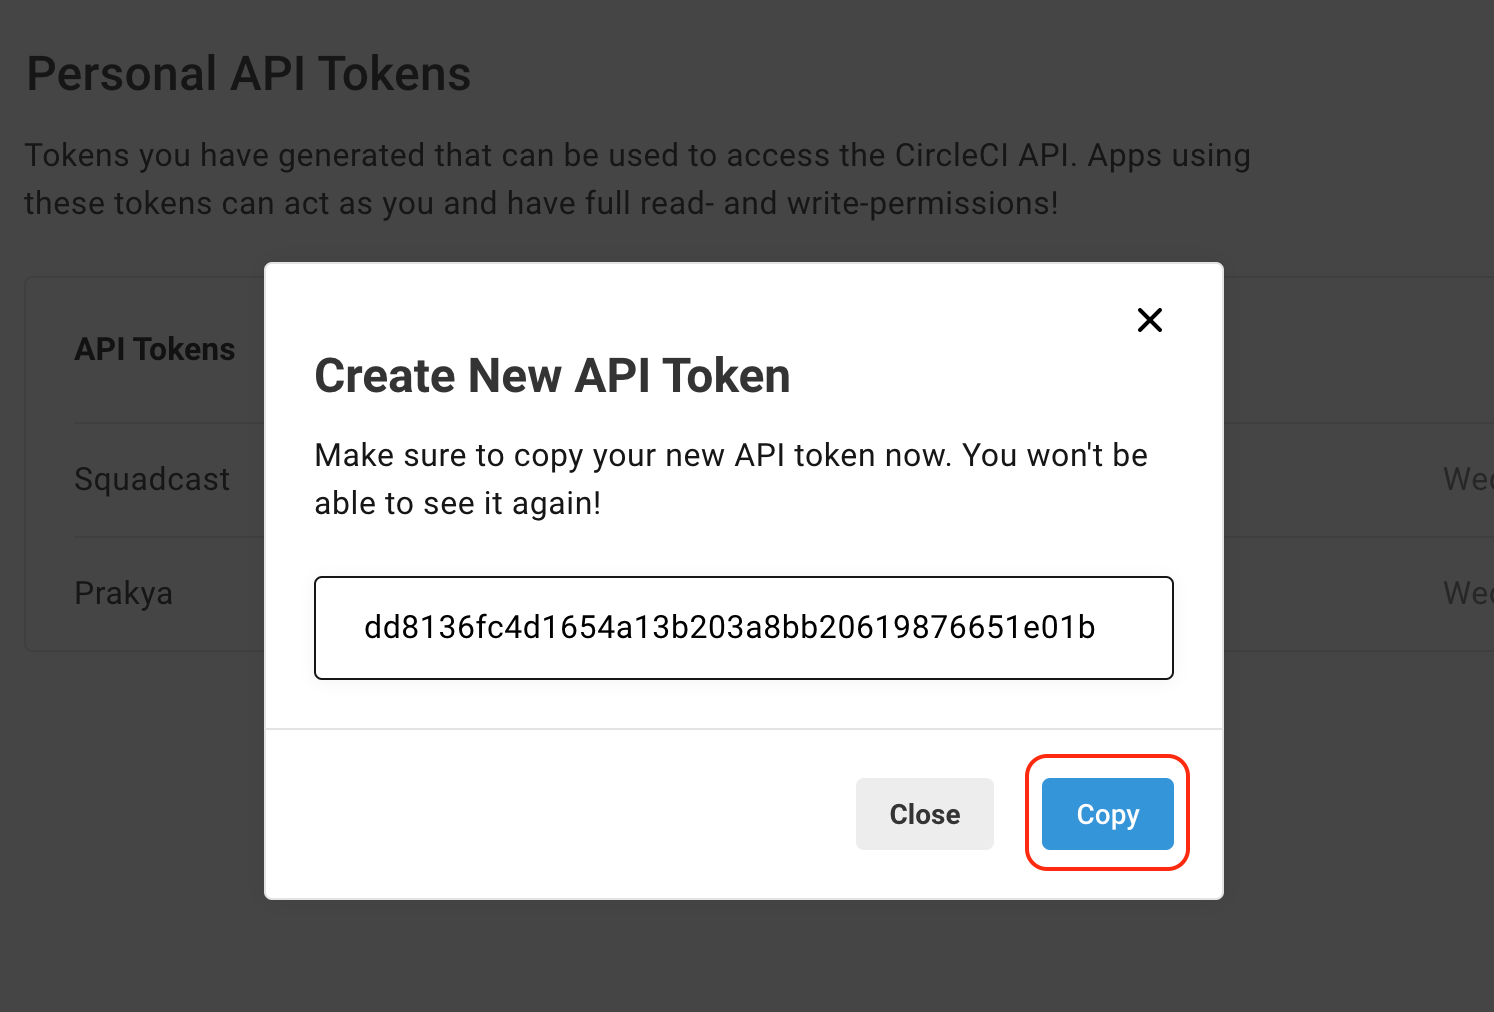 Personal API Tokens
Tokens you have generated that can be used to access the CircleCI API. Apps using
these tokens can act as you and have full read- and write-permissions!
API Tokens
Create New API Token
Make sure to copy your new API token now. You won't be
able to see it again!
Squadcast
Prakya
dd8136fc4d1654a13b203a8bb20619876651e01b
Close
Copy